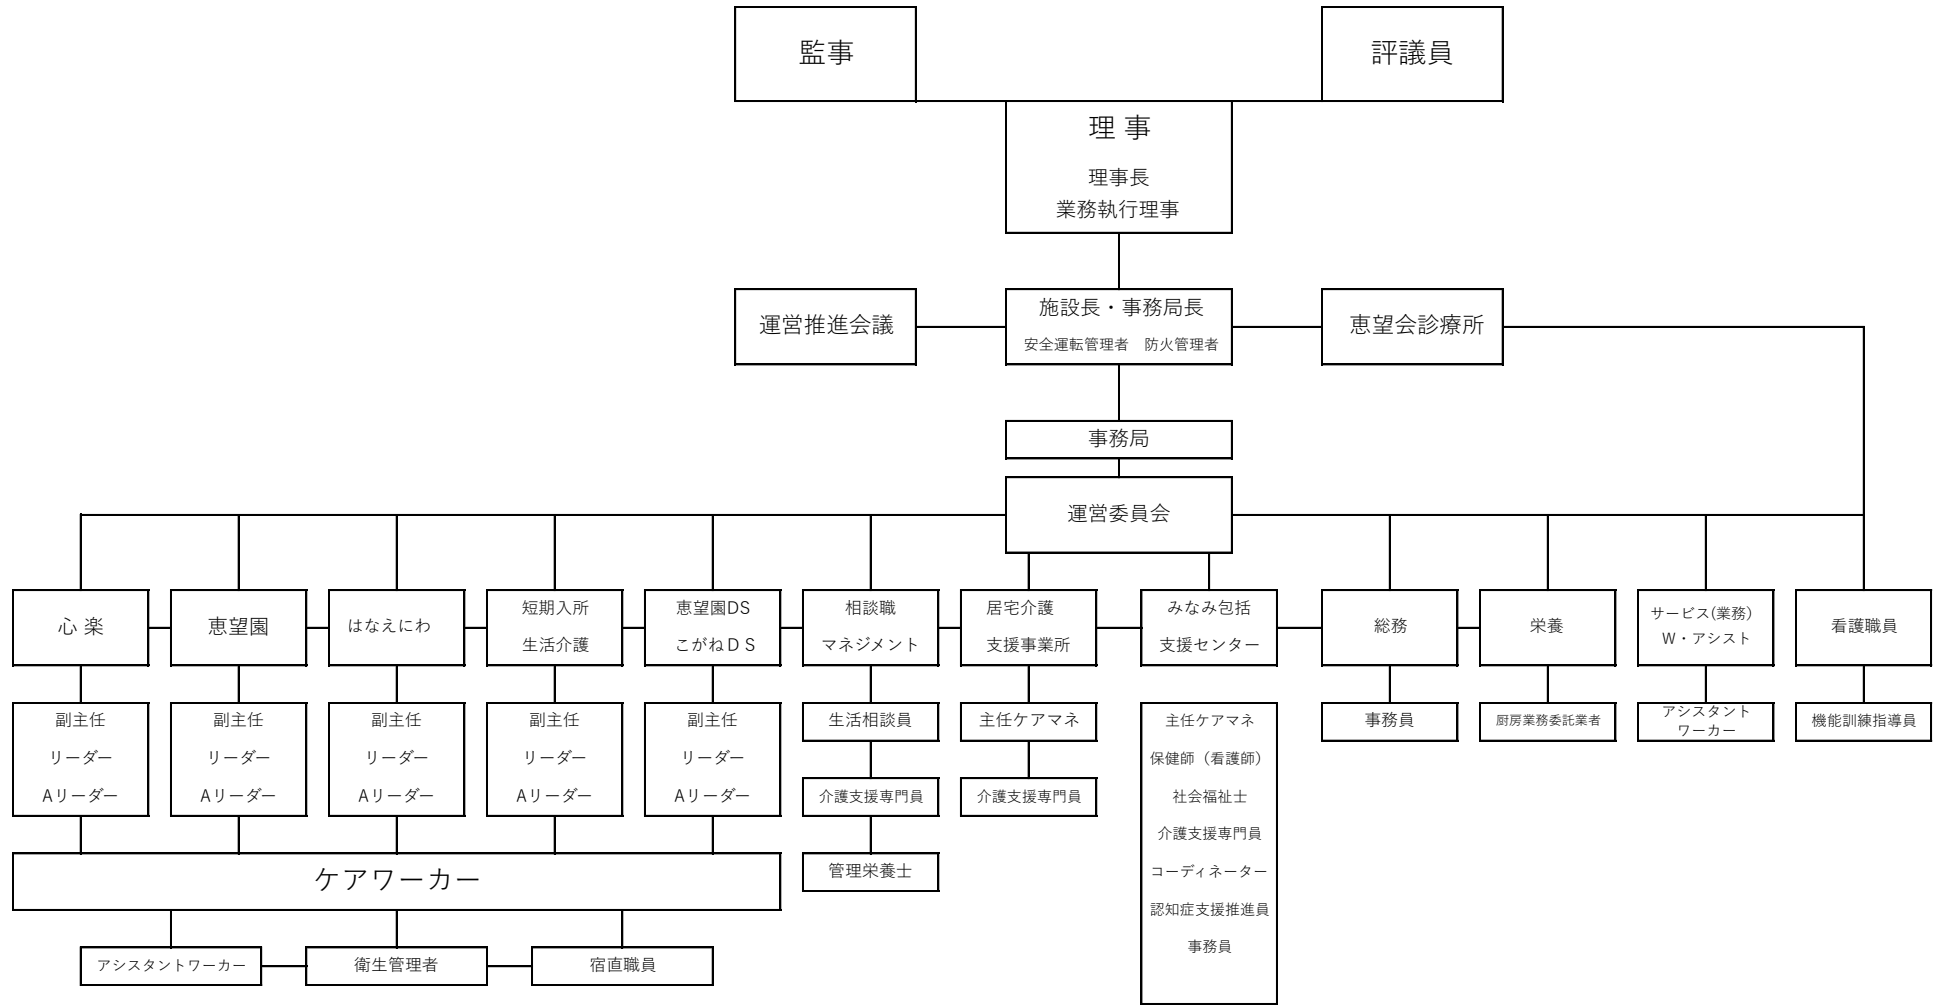 監事
評議員
理 事
理事長
業務執行理事
運営推進会議
施設長・事務局長
安全運転管理者　防火管理者
恵望会診療所
事務局
運営委員会
心 楽
恵望園
はなえにわ
短期入所
生活介護
恵望園DS
こがねＤＳ
相談職
マネジメント
居宅介護
支援事業所
みなみ包括
支援センター
総務
栄養
サービス(業務)
W・アシスト
看護職員
副主任
リーダー
Aリーダー
副主任
リーダー
Aリーダー
副主任
リーダー
Aリーダー
副主任
リーダー
Aリーダー
副主任
リーダー
Aリーダー
生活相談員
介護支援専門員
管理栄養士
主任ケアマネ
介護支援専門員
主任ケアマネ
保健師（看護師）
社会福祉士
介護支援専門員
コーディネーター
認知症支援推進員
事務員
事務員
厨房業務委託業者
アシスタント
ワーカー
機能訓練指導員
ケアワーカー
アシスタントワーカー
衛生管理者
宿直職員